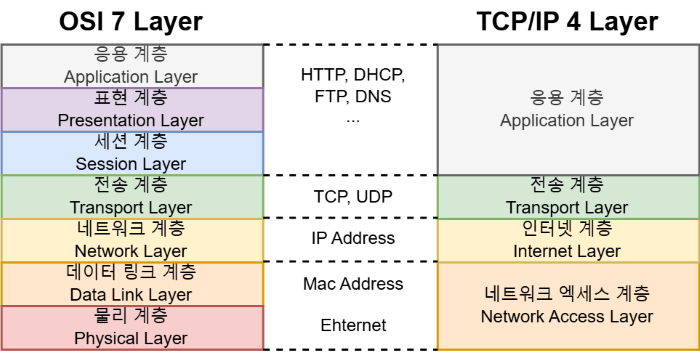 OSI 7 Layer
TCP/IP 4 Layer
응용 계층
Application Layer
표현 계층
Presentation Layer
세션 계층
Session Layer
전송 계층
Transport Layer
네트워크 계층
Network Layer
데이터 링크 계층
Data Link Layer
물리 계층
Physical Layer
HTTP, DHCP,
FTP, DNS
...
TCP, UDP
IP Address
Mac Address
Ehternet
응용 계층
Application Layer
전송 계층
Transport Layer
인터넷 계층
Internet Layer
네트워크 엑세스 계층
Network Access Layer